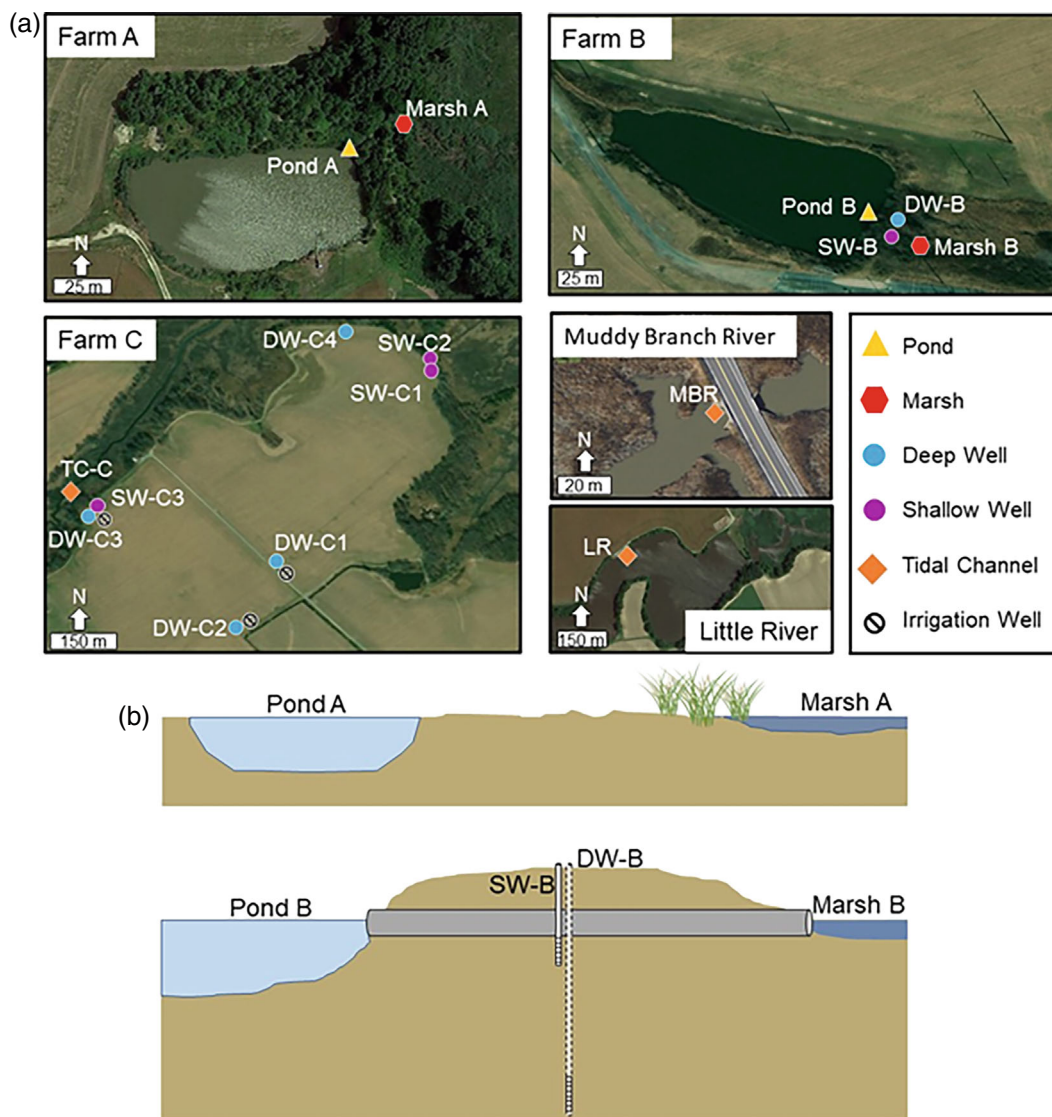 (a)
Farm A
Marsh A
Pond A
N
25 m
Farm B
Pond B
DW-B
SW-B
Marsh B
N
25 m
Farm C
DW-C4
SW-C2
SW-C1
TC-C
SW-C3
DW-C3
DW-C1
DW-C2
N
150 m
Muddy Branch River
MBR
N
20 m
LR
N
150 m
Little River
Pond
Marsh
Deep Well
Shallow Well
Tidal Channel
Irrigation Well
(b)
Pond A
Marsh A
DW-B
SW-B
Pond B
Marsh B